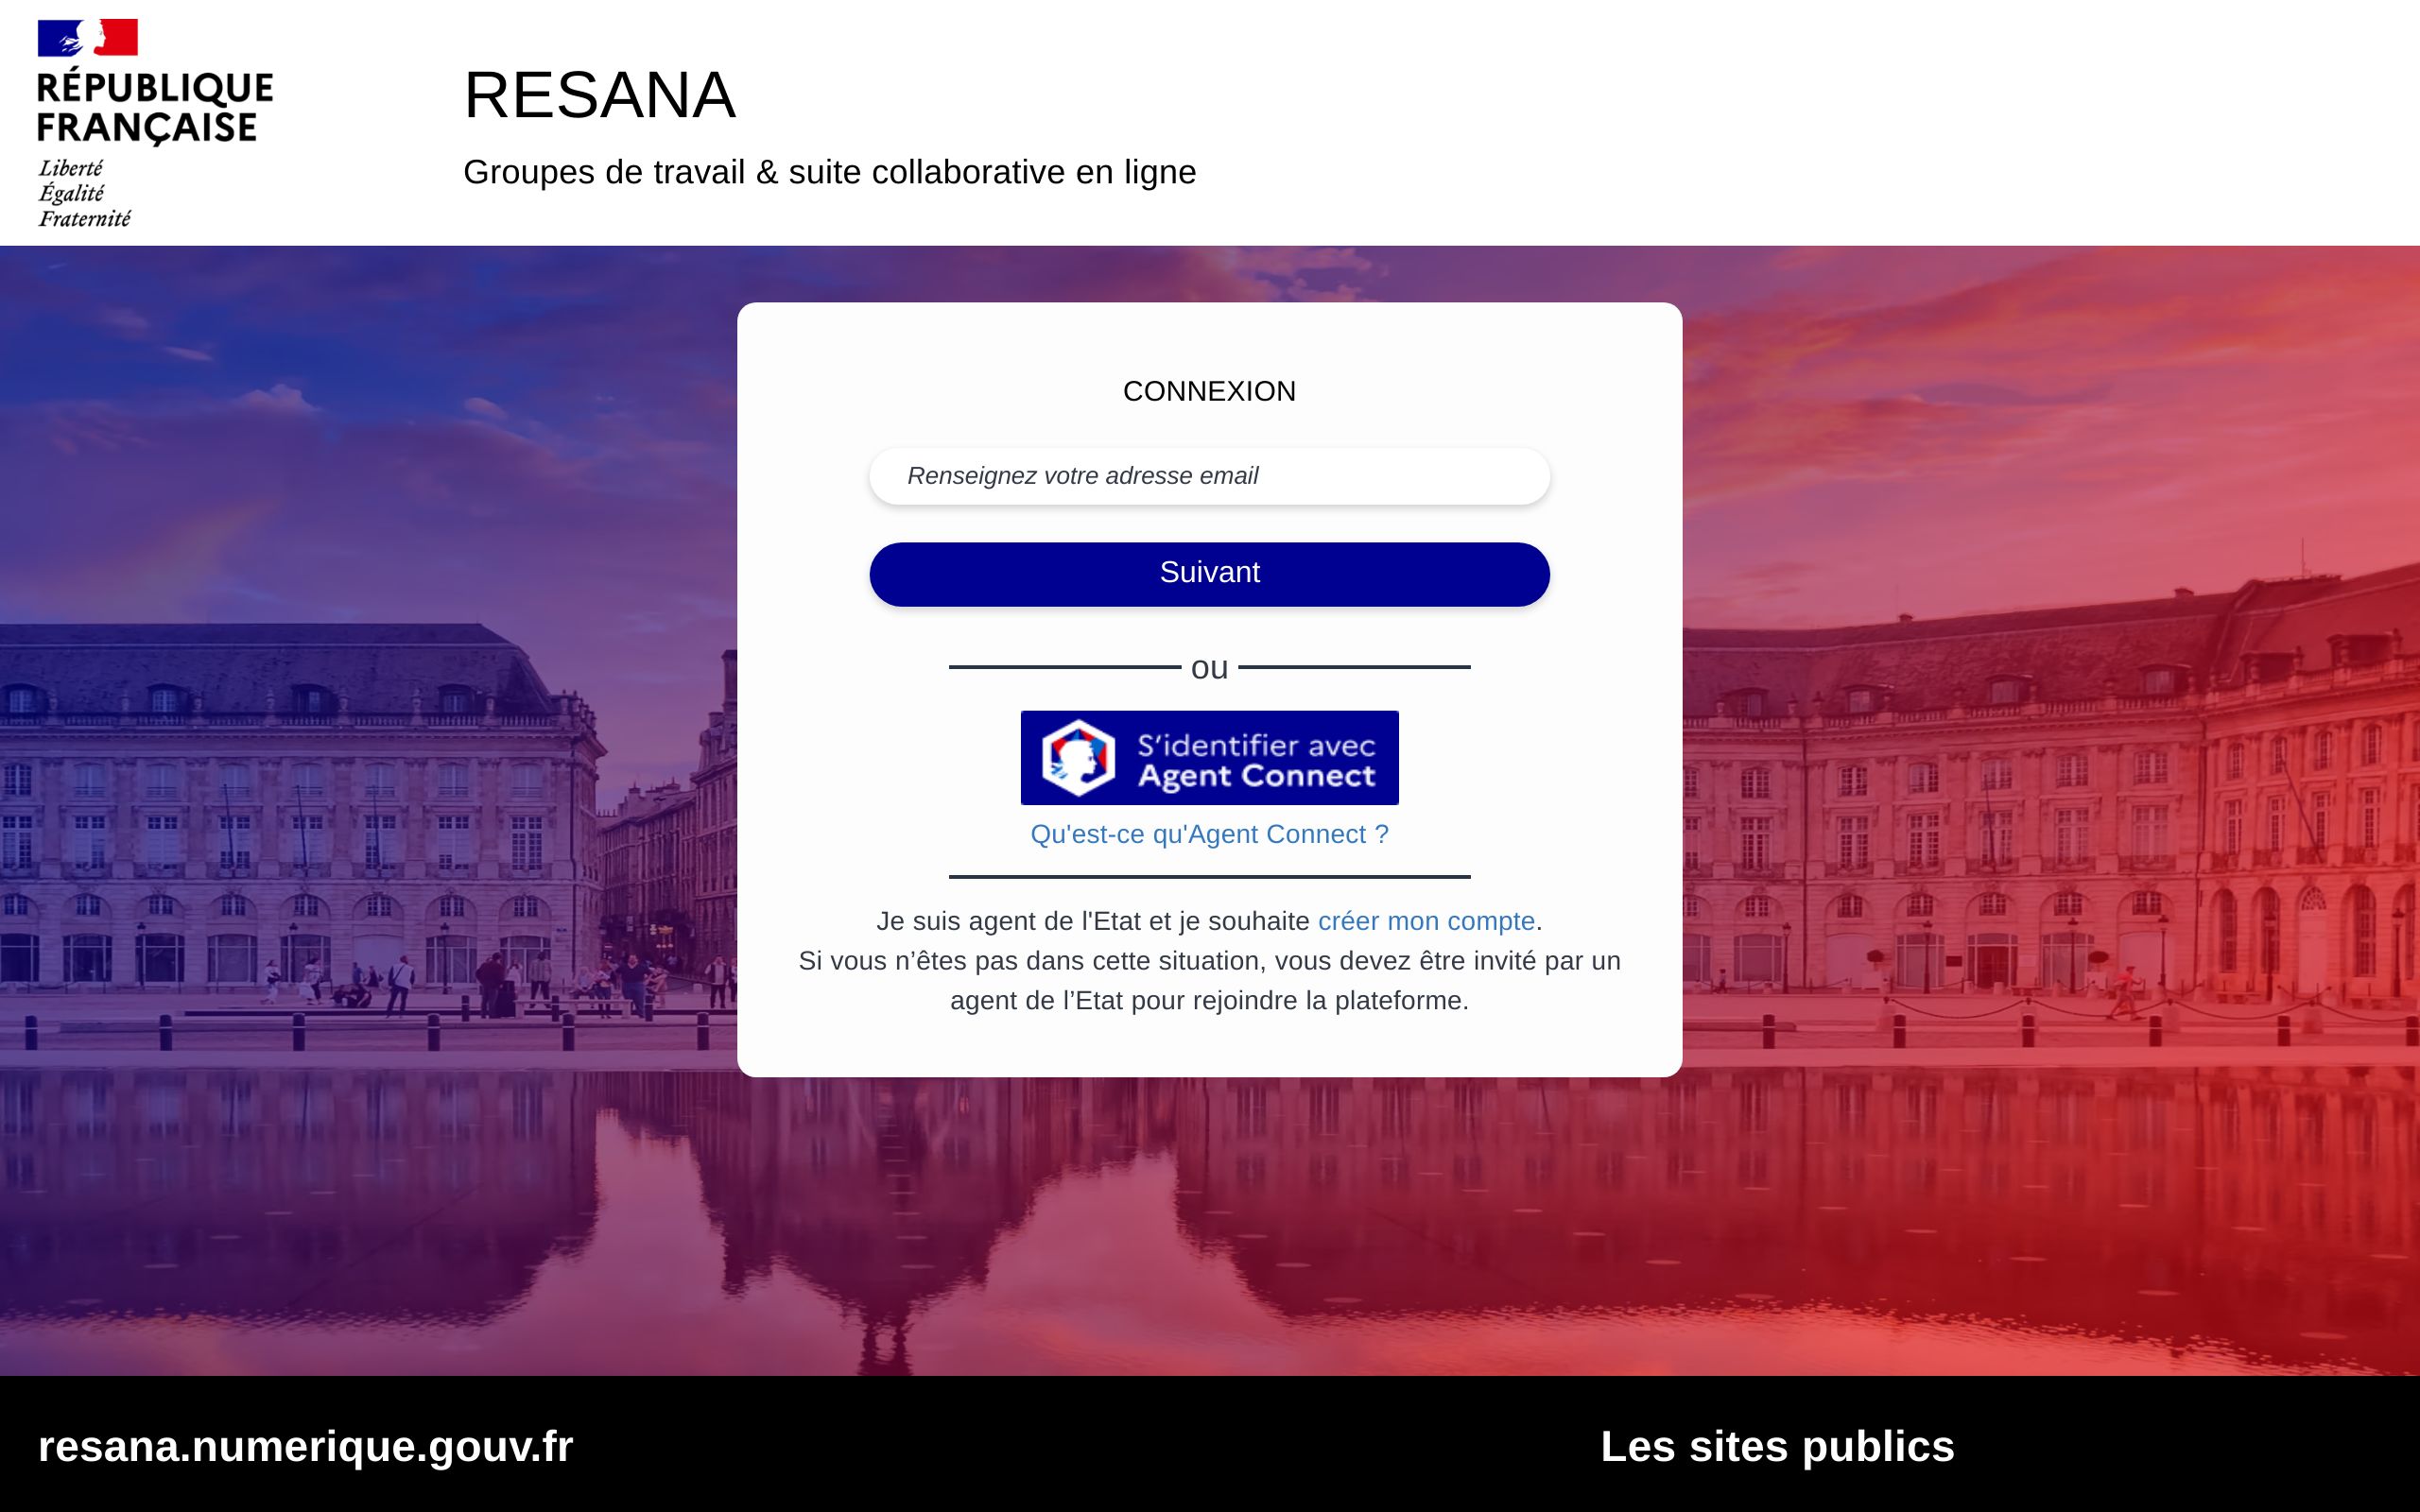 RÉPUBLIQUE
FRANÇAISE
Liberté
Égalité
Fraternité
RESANA
Groupes de travail & suite collaborative en ligne
CONNEXION
Renseignez votre adresse email
Suivant
ou
S'identifier avec
Agent Connect
Qu'est-ce qu'Agent Connect ?
Je suis agent de l'Etat et je souhaite créer mon compte.
Si vous n’êtes pas dans cette situation, vous devez être invité par un
agent de l’Etat pour rejoindre la plateforme.
resana.numerique.gouv.fr
Les sites publics